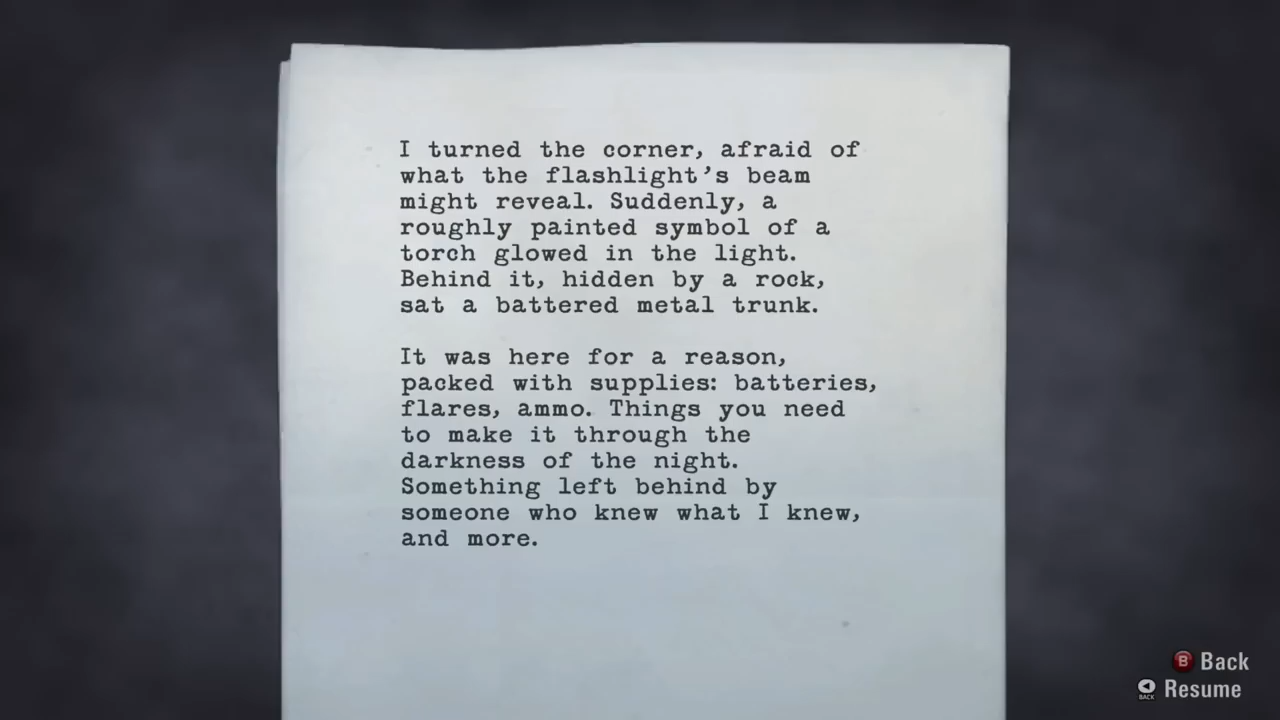 I turned the corner, afraid of
what the flashlight's beam
might reveal. Suddenly, a
roughly painted symbol of a
torch glowed in the light.
Behind it, hidden by a rock,
sat a battered metal trunk.
It was here for a reason,
packed with supplies: batteries,
flares, ammo. Things you need
to make it through the
darkness of the night.
Something left behind by
someone who knew what I knew,
and more.
B Back
BACK Resume